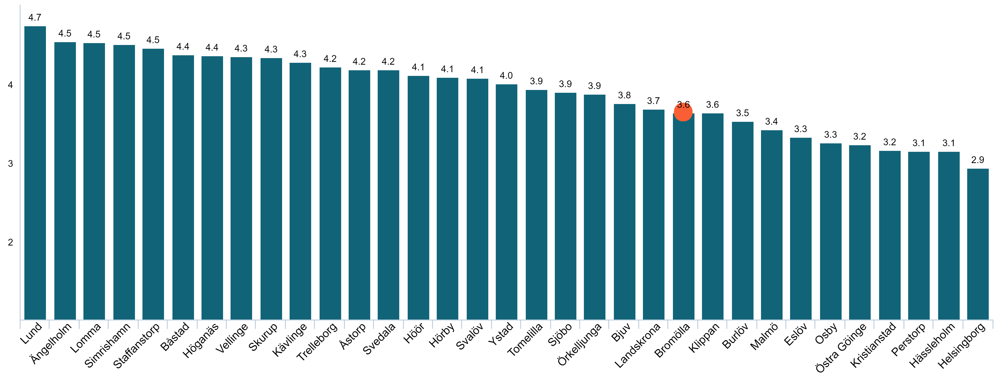 4.7
4.5
4.5
4.5
4.5
4.4
4.4
4.3
4.3
4.3
4.2
4.2
4.2
4.1
4.1
4.1
4.0
3.9
3.9
3.9
3.8
3.7
3.6
3.6
3.5
3.4
3.3
3.3
3.2
3.2
3.1
3.1
2.9
4
3
2
Lund
Ängelholm
Lomma
Simrishamn
Staffanstorp
Båstad
Höganäs
Vellinge
Skurup
Kävlinge
Trelleborg
Åstorp
Svedala
Höör
Hörby
Svalöv
Ystad
Tomelilla
Sjöbo
Örkelljunga
Bjuv
Landskrona
Bromölla
Klippan
Burlöv
Malmö
Eslöv
Osby
Östra Göinge
Kristianstad
Perstorp
Hässleholm
Helsingborg